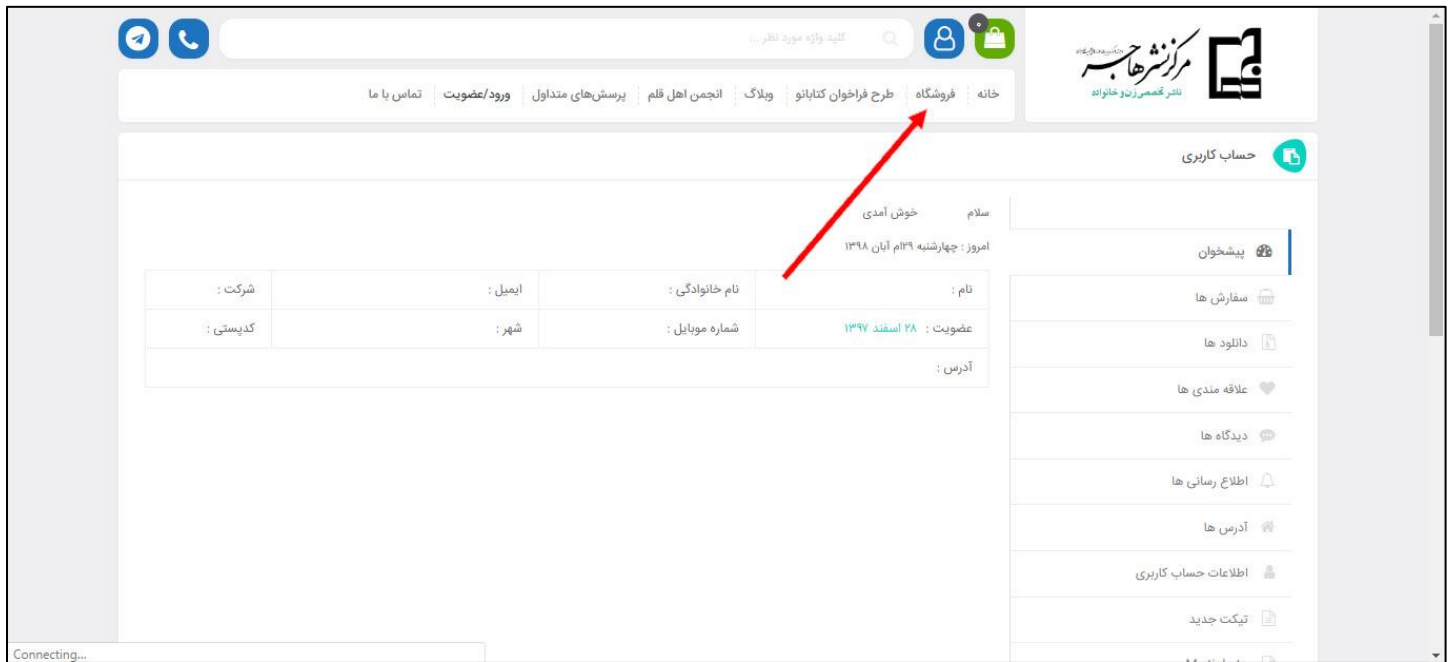 مرکز نشر هاجر
ناشر تخصصی زن و خانواده
۰
کلید واژه مورد نظر ...
خانه فروشگاه طرح فراخوان کتابانو وبلاگ انجمن اهل قلم پرسش‌های متداول ورود/عضویت تماس با ما
حساب کاربری
پیشخوان
سفارش ها
دانلود ها
علاقه مندی ها
دیدگاه ها
اطلاع رسانی ها
آدرس ها
اطلاعات حساب کاربری
تیکت جدید
سلام خوش آمدی
امروز : چهارشنبه ۲۹ام آبان ۱۳۹۸
نام : نام خانوادگی : ایمیل : شرکت :
عضویت : ۲۸ اسفند ۱۳۹۷ شماره موبایل : شهر : کدپستی :
آدرس :
Connecting...